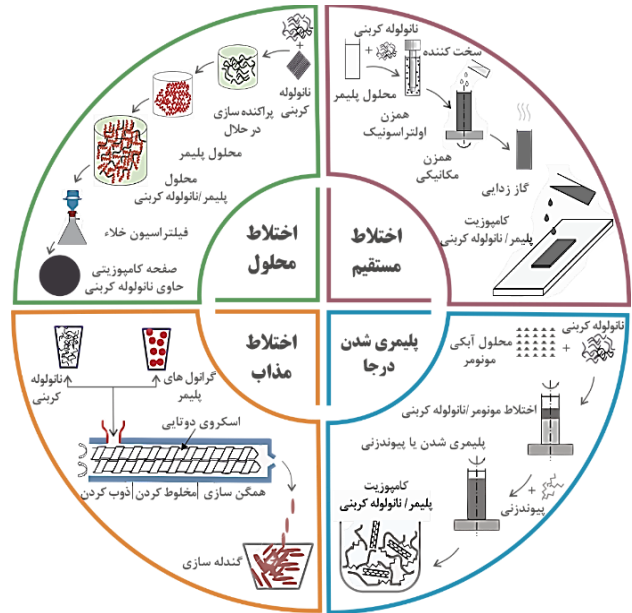 نانولوله
کربنی
پراکنده سازی
در حلال
محلول پلیمر
محلول
پلیمر/نانولوله کربنی
فیلتراسیون خلاء
صفحه کامپوزیتی
حاوی نانولوله کربنی
اختلاط
محلول
نانولوله کربنی
سخت کننده
محلول پلیمر
همزن
اولتراسونیک
همزن
مکانیکی
گاز زدایی
کامپوزیت
پلیمر/نانولوله کربنی
اختلاط
مستقیم
اختلاط
مذاب
نانولوله
کربنی
گرانول های
پلیمر
اسکروی دوتایی
ذوب کردن
مخلوط کردن
همگن سازی
گندله سازی
پلیمری شدن
درجا
نانولوله کربنی
محلول آبکی
مونومر
اختلاط مونومر/نانولوله کربنی
پلیمری شدن یا پیوندزنی
پیوندزنی
کامپوزیت
پلیمر/نانولوله کربنی